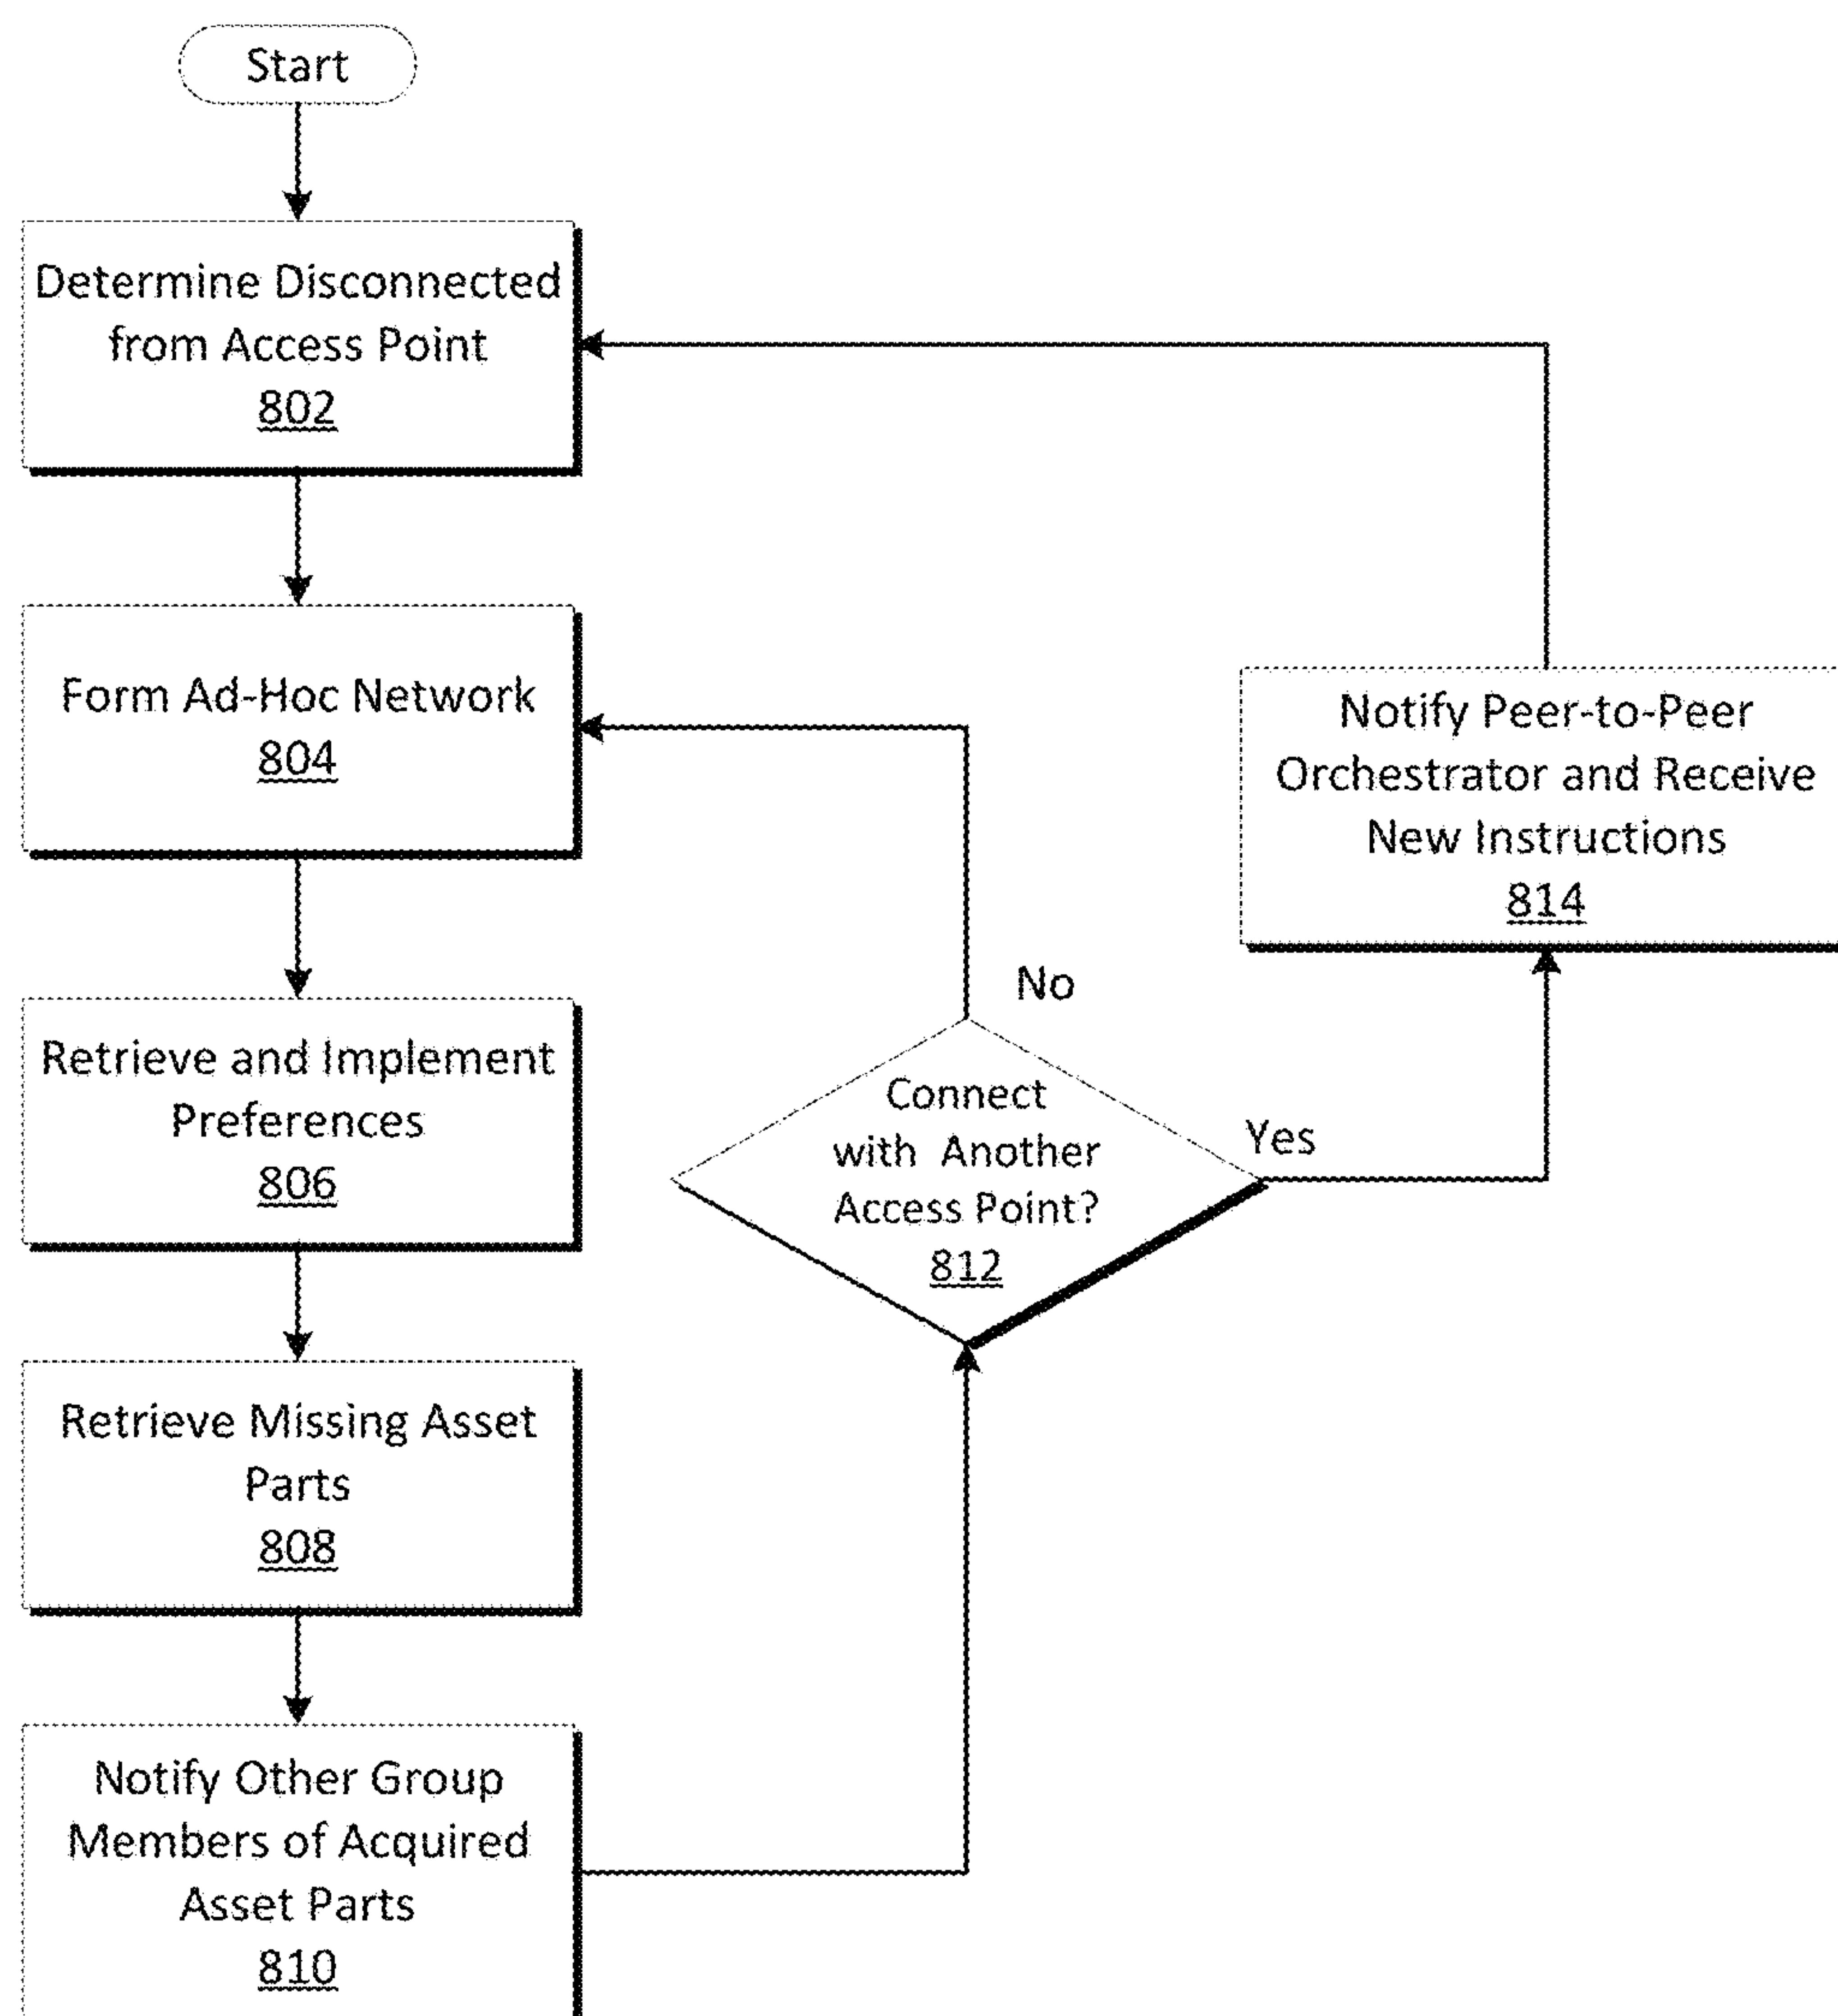 Start
Determine Disconnected
from Access Point
802
Form Ad-Hoc Network
804
Retrieve and Implement
Preferences
806
Retrieve Missing Asset
Parts
808
Notify Other Group
Members of Acquired
Asset Parts
810
Connect
with Another
Access Point?
812
No
Yes
Notify Peer-to-Peer
Orchestrator and Receive
New Instructions
814